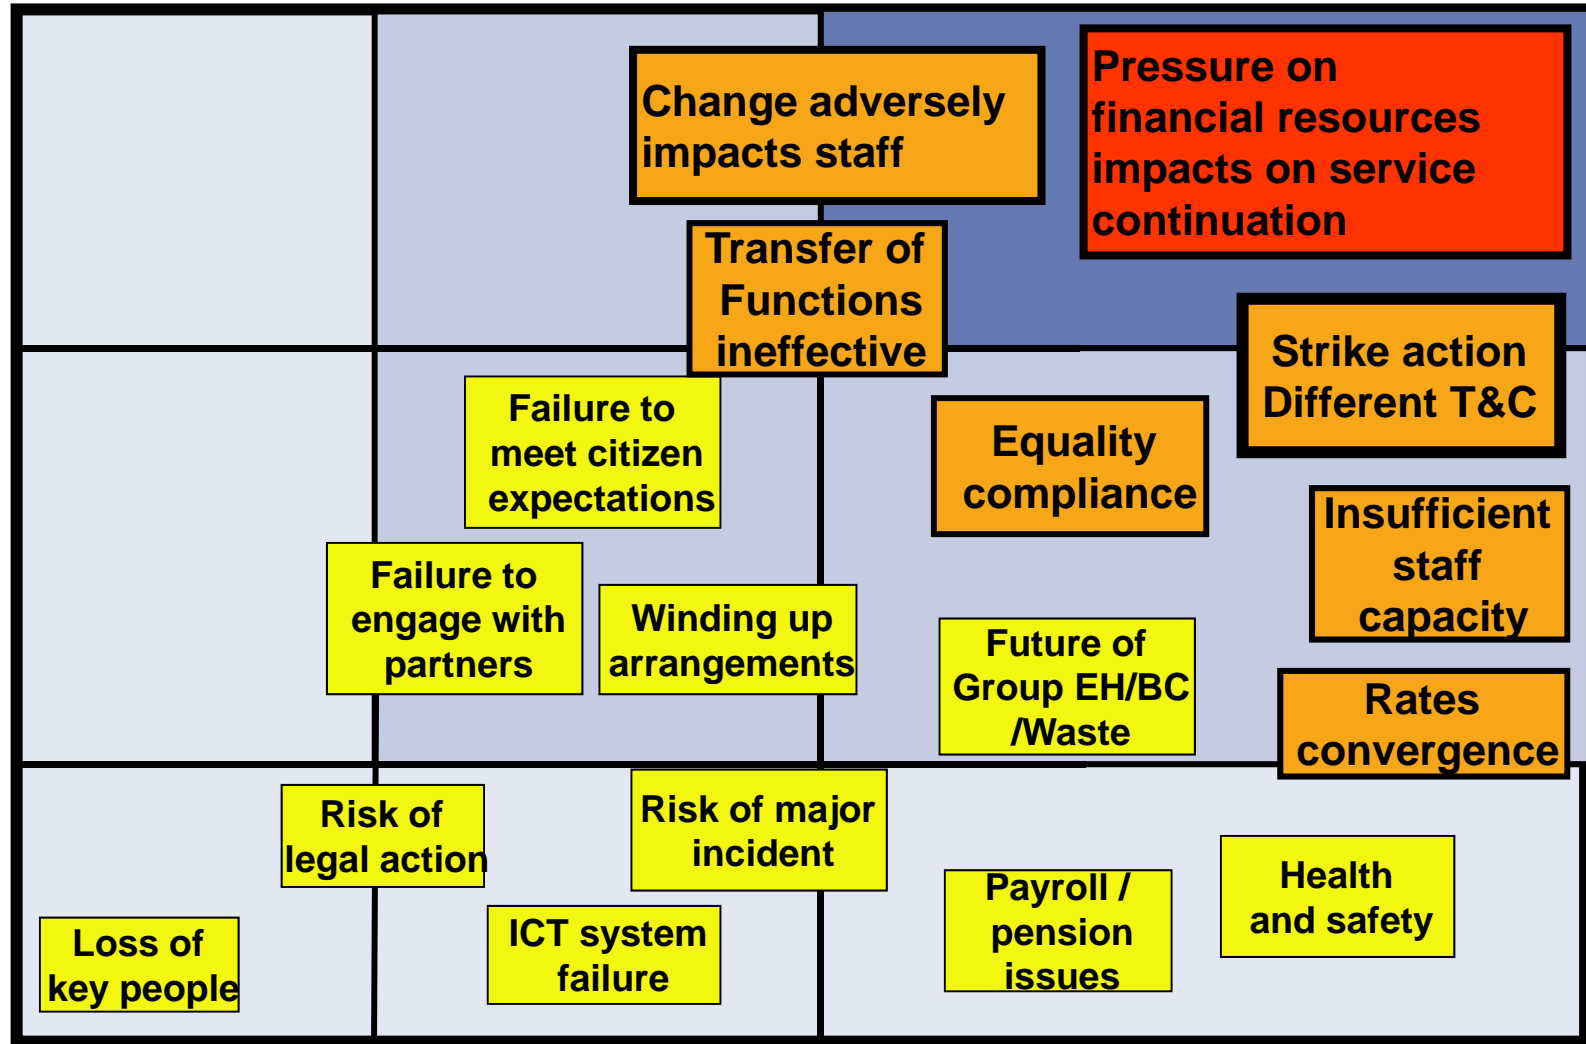 Change adversely
impacts staff
Pressure on
financial resources
impacts on service
continuation
Transfer of
Functions
ineffective
Strike action
Different T&C
Failure to
meet citizen
expectations
Equality
compliance
Insufficient
staff
capacity
Failure to
engage with
partners
Winding up
arrangements
Future of
Group EH/BC
/Waste
Rates
convergence
Risk of
legal action
Risk of major
incident
Payroll /
pension
issues
Health
and safety
Loss of
key people
ICT system
failure